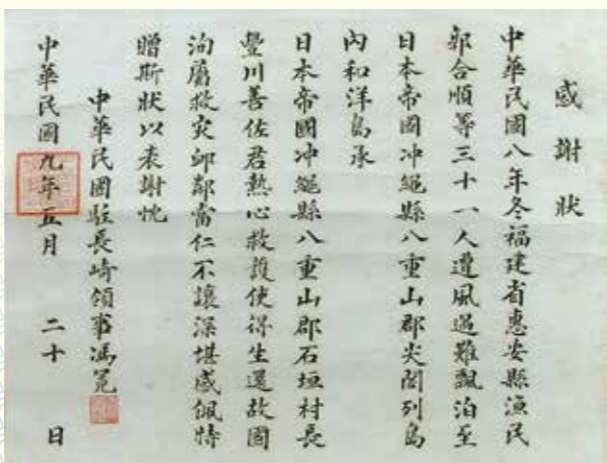 感謝狀
中華民國八年冬福建省惠安縣漁民
郭合順等三十一人遭風遇難飄泊至
日本帝國冲繩縣八重山郡尖閣列島
內和洋島承
日本帝國冲繩縣八重山郡石垣村長
豐川善佐君熱心救護使得生還故國
洵屬救灾卹鄰當仁不讓深堪感佩特
贈斯狀以表謝忱
中華民國駐長崎領事馮冕
中華民國九年五月二十日